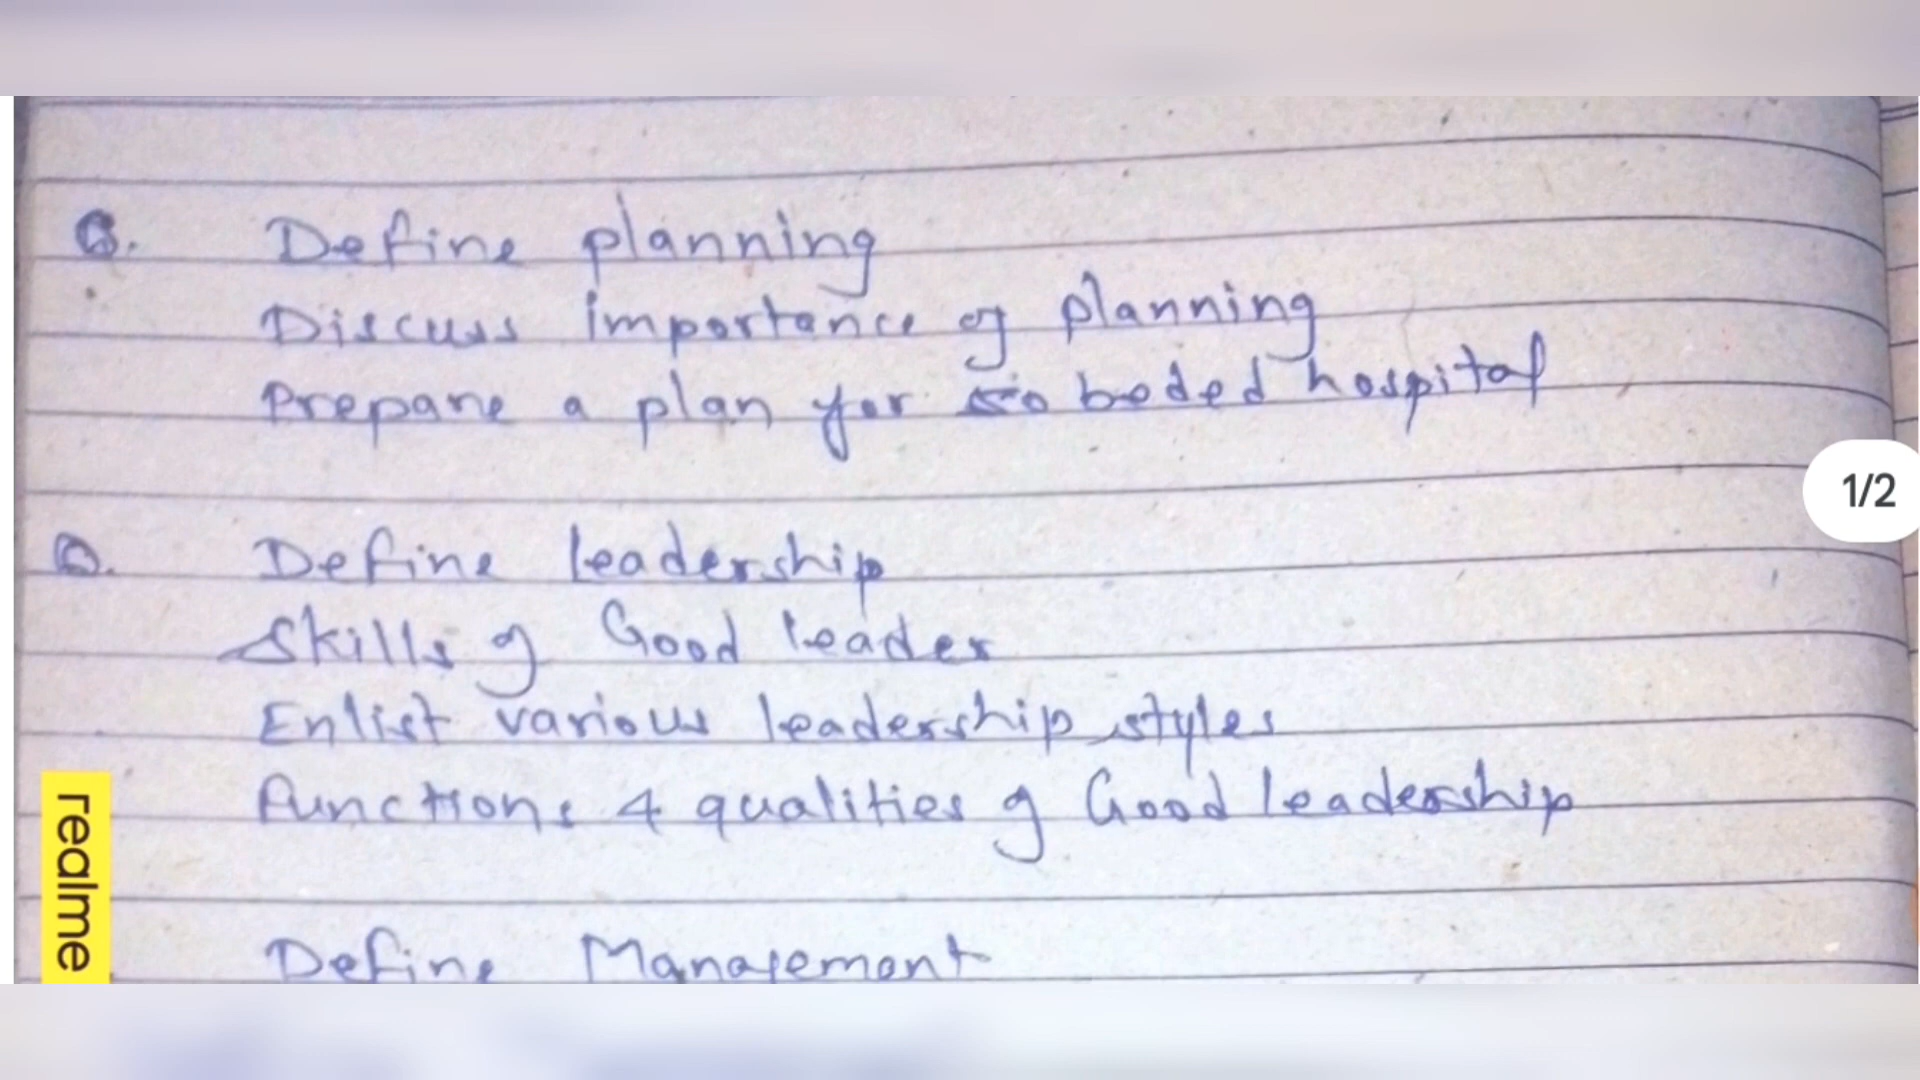 Q. Define planning
Discuss importance of planning
Prepare a plan for 50 beded hospital
1/2
Q. Define leadership
Skills of Good leader
Enlist various leadership styles
Functions & qualities of Good leadership
realme
Define Management